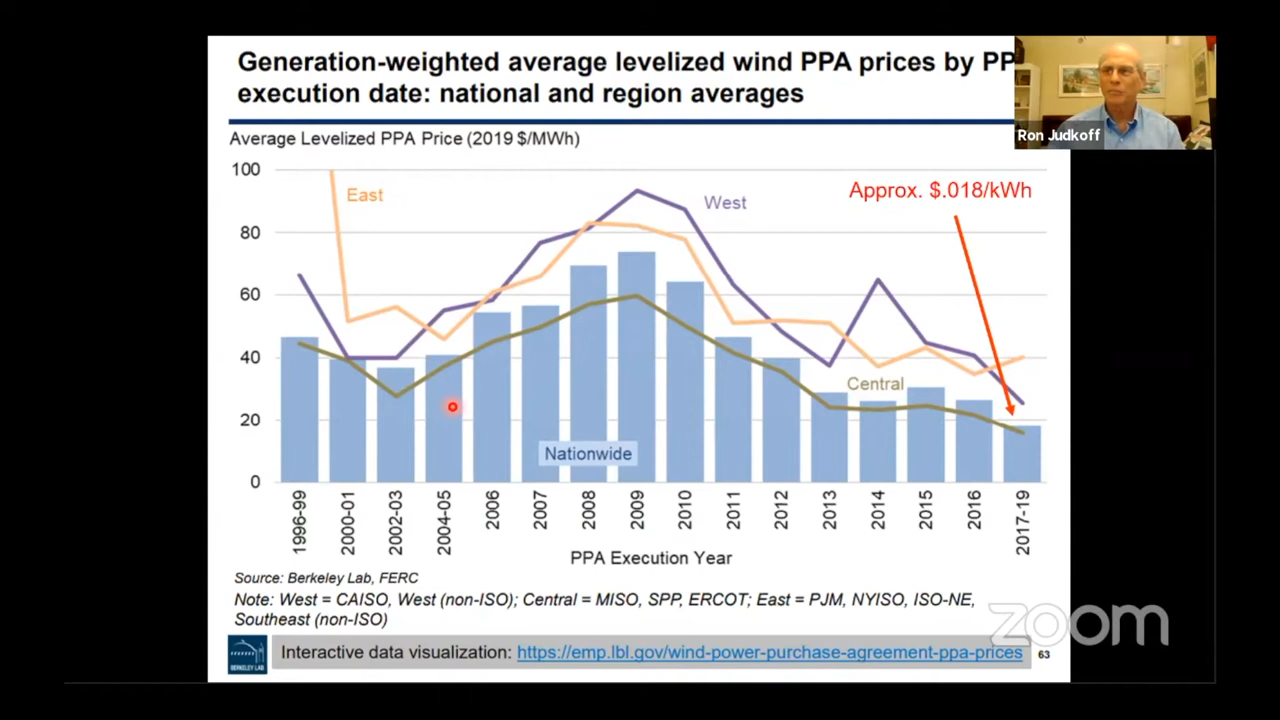 Generation-weighted average levelized wind PPA prices by PP
execution date: national and region averages
Ron Judkoff
Average Levelized PPA Price (2019 $/MWh)
100
80
60
40
20
0
East
West
Approx. $.018/kWh
Central
Nationwide
1996-99
2000-01
2002-03
2004-05
2006
2007
2008
2009
2010
2011
2012
2013
2014
2015
2016
2017-19
PPA Execution Year
Source: Berkeley Lab, FERC
Note: West = CAISO, West (non-ISO); Central = MISO, SPP, ERCOT; East = PJM, NYISO, ISO-NE,
Southeast (non-ISO)
zoom
BERKELEY LAB
Interactive data visualization: https://emp.lbl.gov/wind-power-purchase-agreement-ppa-prices
63